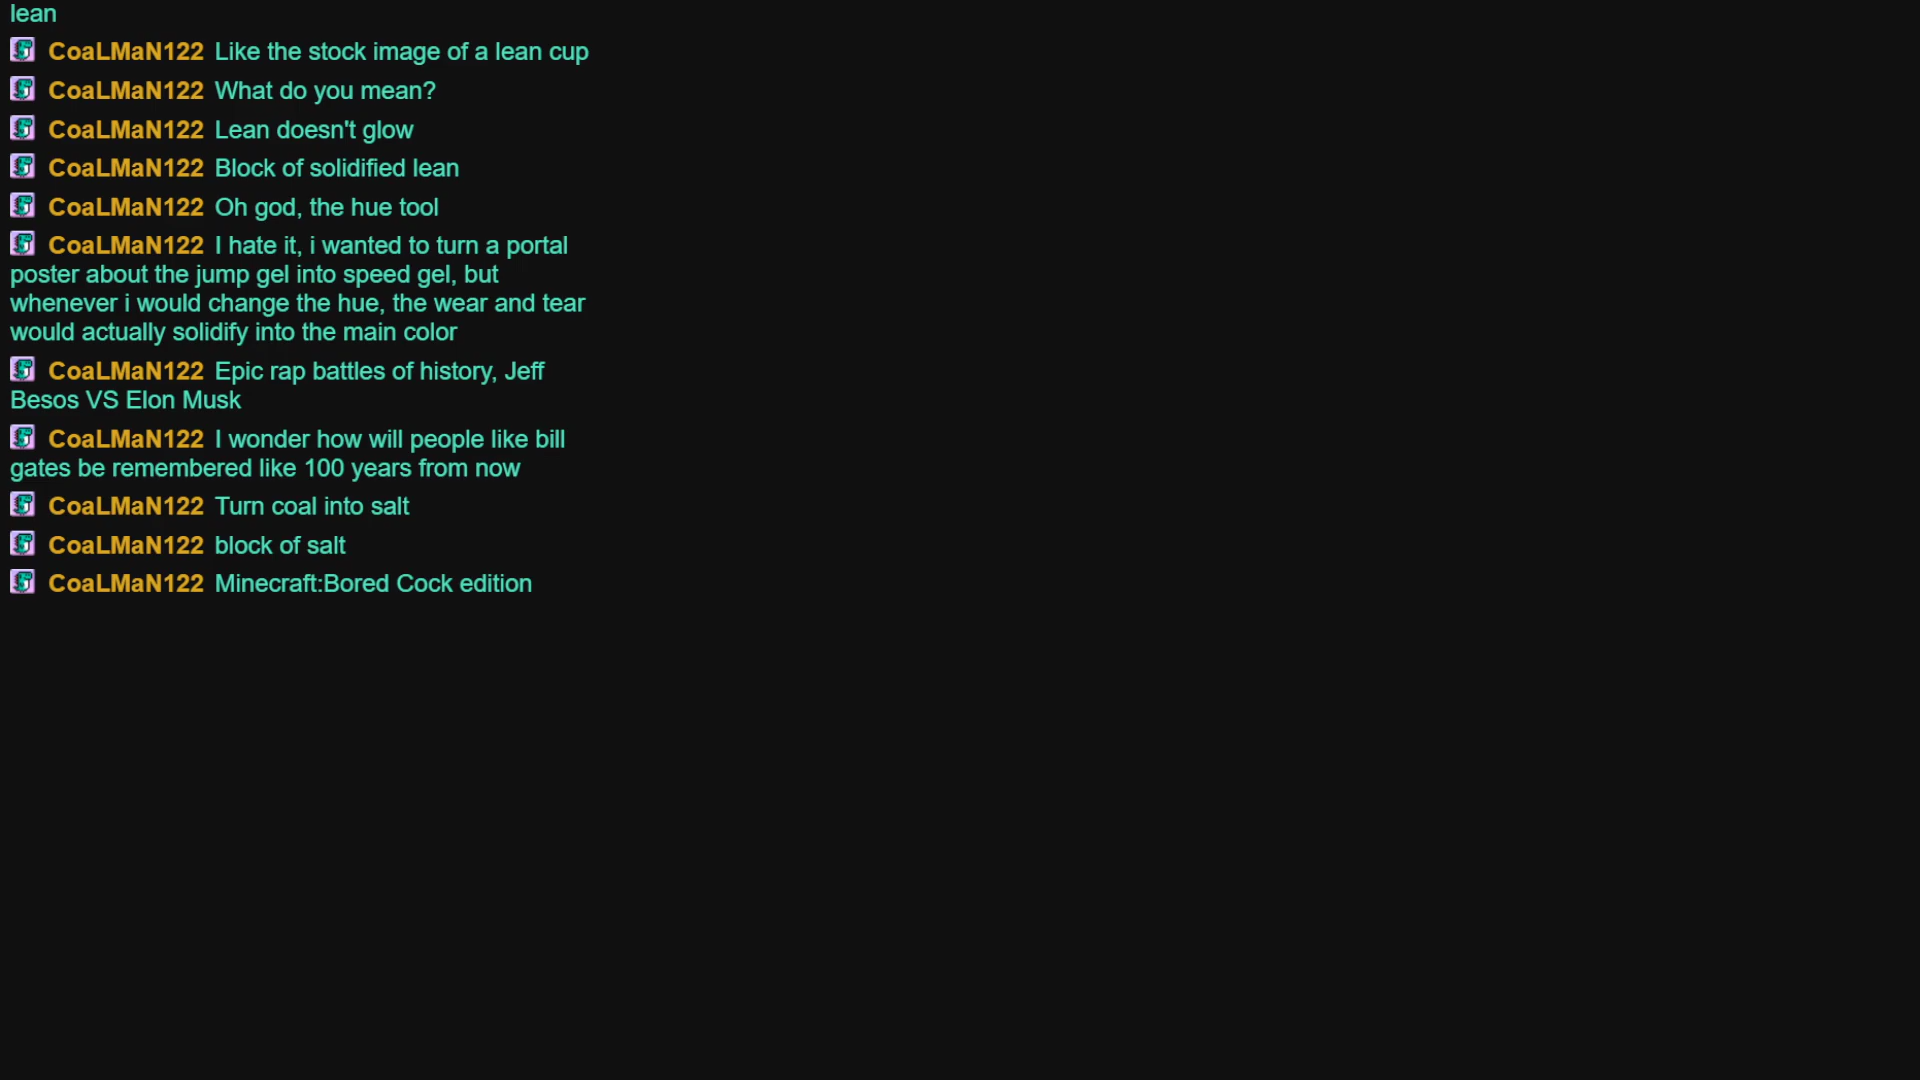 lean
CoaLMaN122 Like the stock image of a lean cup
CoaLMaN122 What do you mean?
CoaLMaN122 Lean doesn't glow
CoaLMaN122 Block of solidified lean
CoaLMaN122 Oh god, the hue tool
CoaLMaN122 I hate it, i wanted to turn a portal
poster about the jump gel into speed gel, but
whenever i would change the hue, the wear and tear
would actually solidify into the main color
CoaLMaN122 Epic rap battles of history, Jeff
Besos VS Elon Musk
CoaLMaN122 I wonder how will people like bill
gates be remembered like 100 years from now
CoaLMaN122 Turn coal into salt
CoaLMaN122 block of salt
CoaLMaN122 Minecraft:Bored Cock edition